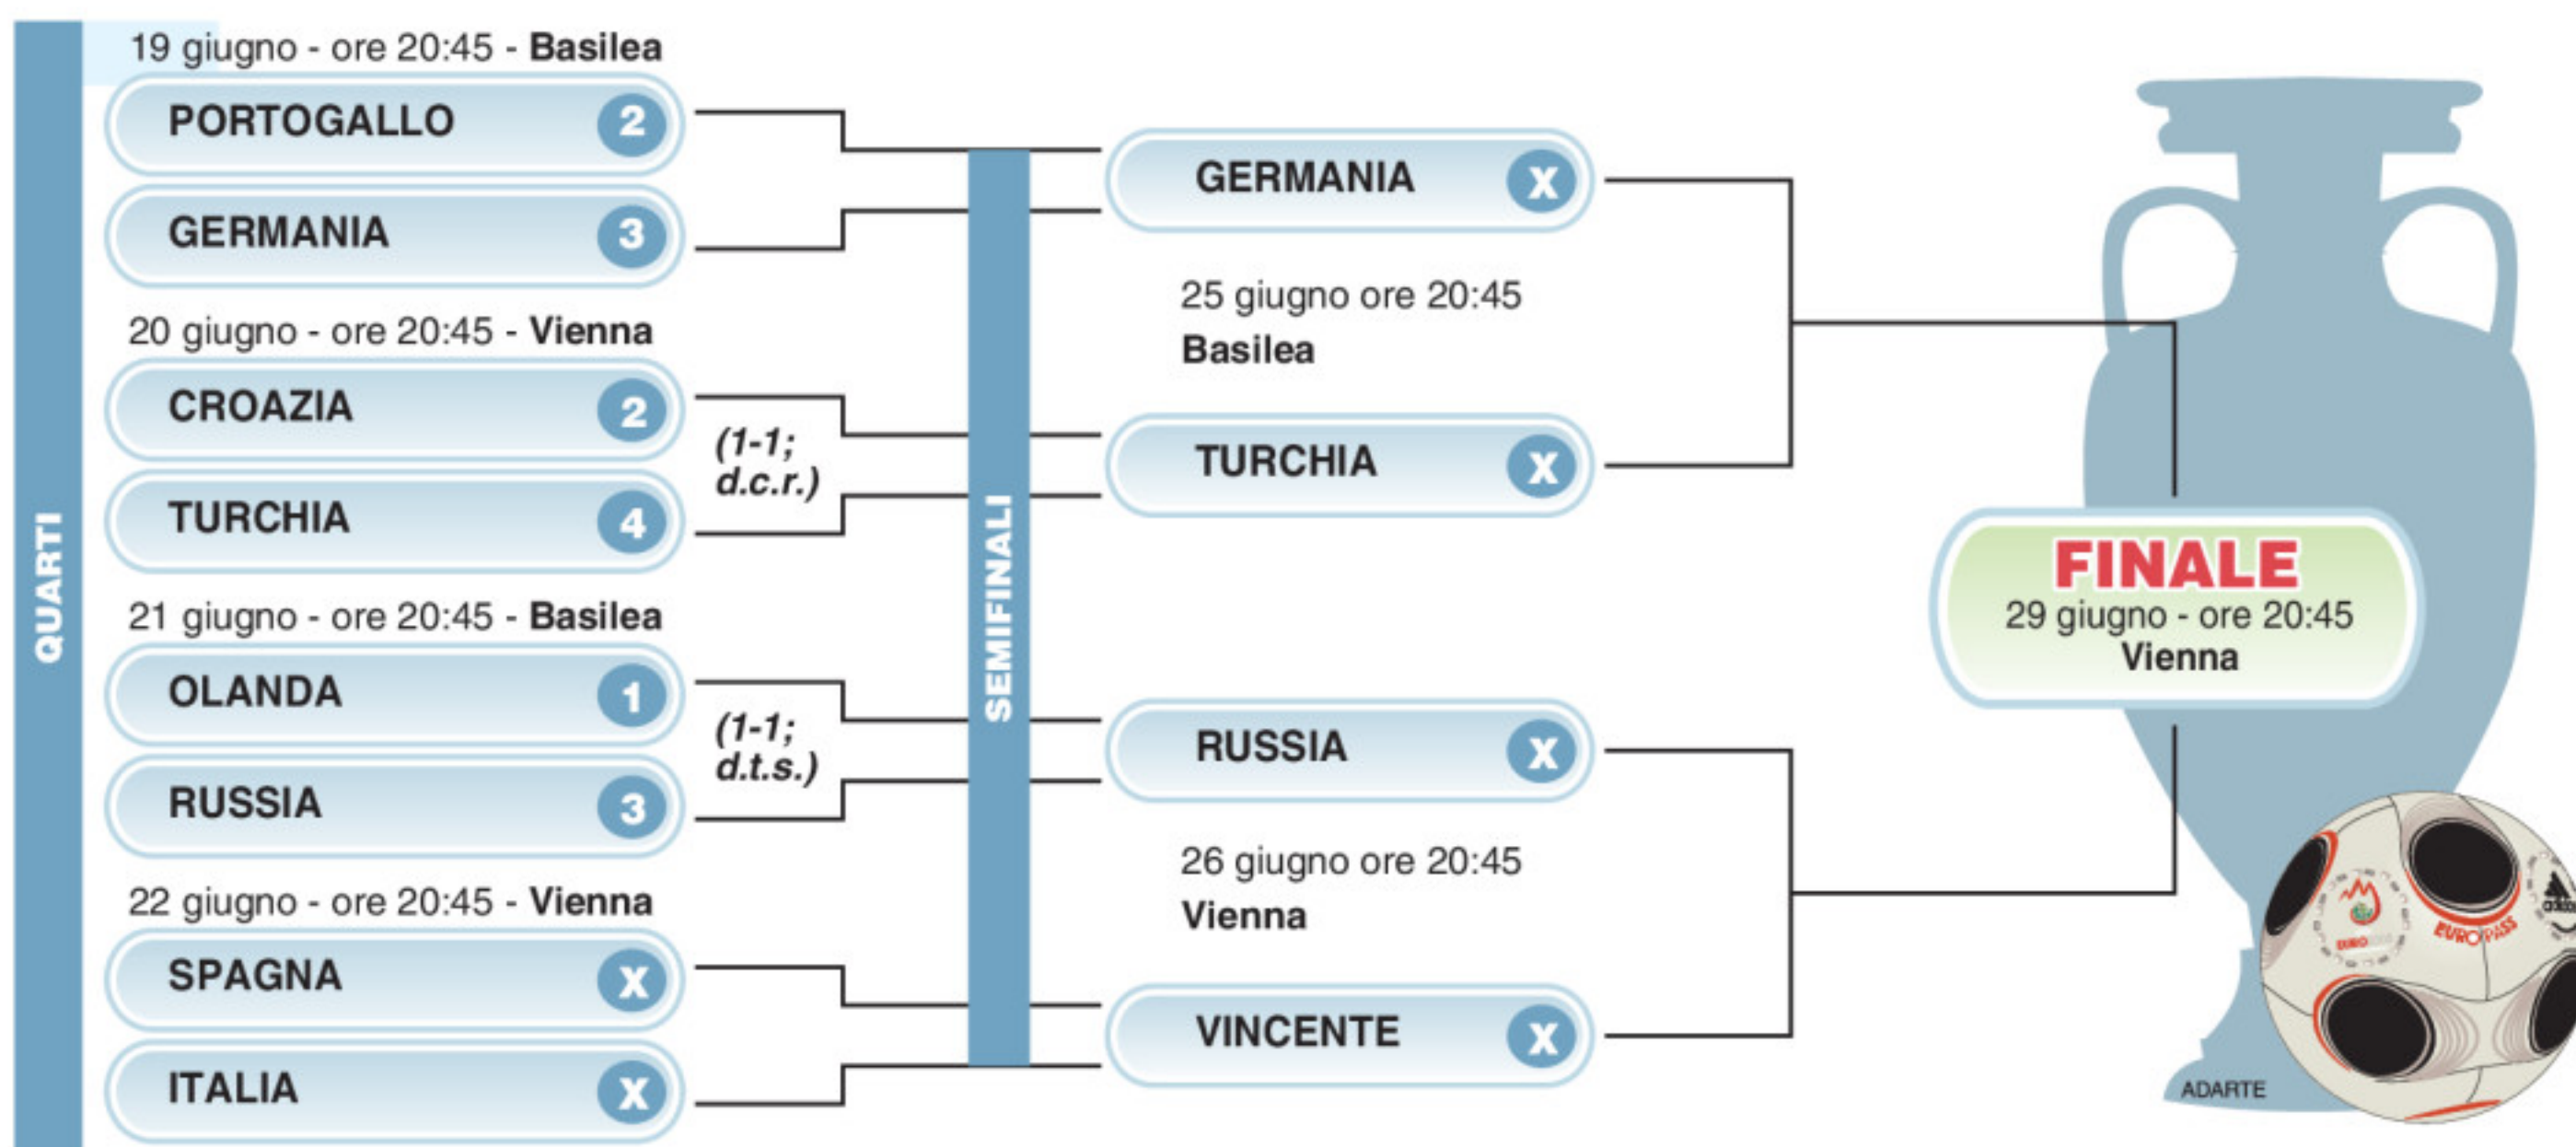 QUARTI
19 giugno - ore 20:45 - Basilea
PORTOGALLO 2
GERMANIA 3
20 giugno - ore 20:45 - Vienna
CROAZIA 2
TURCHIA 4
(1-1;
d.c.r.)
21 giugno - ore 20:45 - Basilea
OLANDA 1
RUSSIA 3
(1-1;
d.t.s.)
22 giugno - ore 20:45 - Vienna
SPAGNA X
ITALIA X
SEMIFINALI
GERMANIA X
25 giugno ore 20:45
Basilea
TURCHIA X
RUSSIA X
26 giugno ore 20:45
Vienna
VINCENTE X
FINALE
29 giugno - ore 20:45
Vienna
EUROPASS
ADARTE